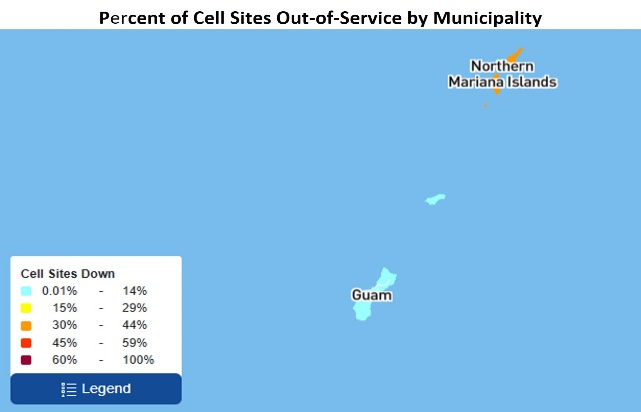 Percent of Cell Sites Out-of-Service by Municipality
Northern
Mariana Islands
Guam
Cell Sites Down
0.01% - 14%
15% - 29%
30% - 44%
45% - 59%
60% - 100%
Legend